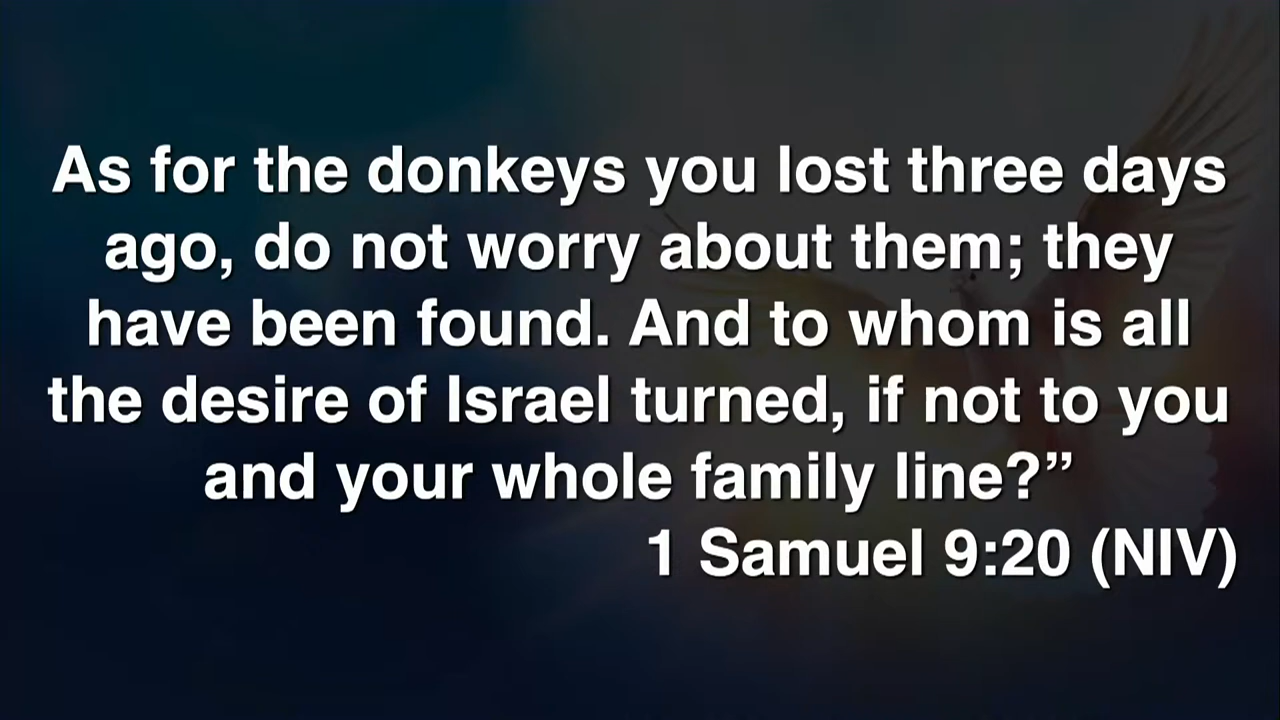 As for the donkeys you lost three days
ago, do not worry about them; they
have been found. And to whom is all
the desire of Israel turned, if not to you
and your whole family line?”
1 Samuel 9:20 (NIV)